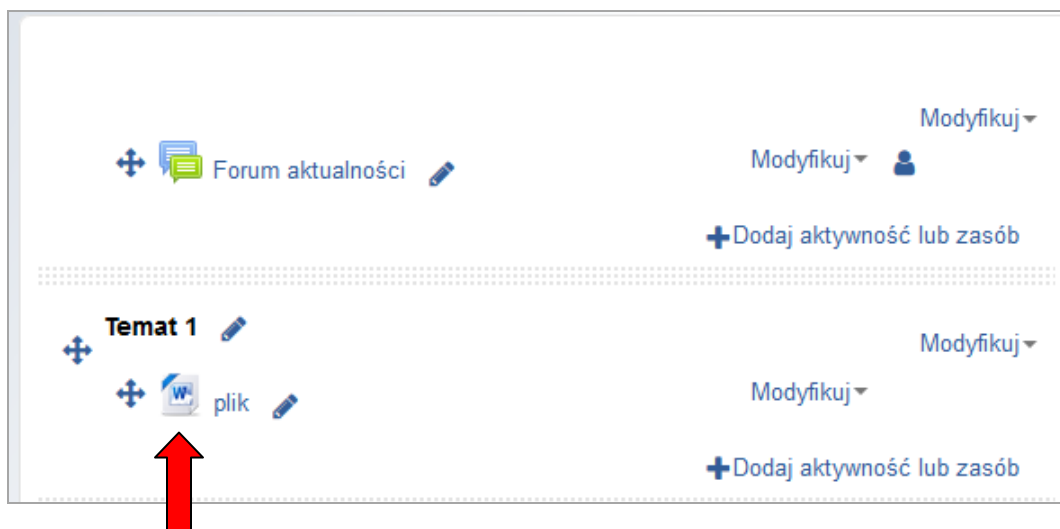 Modyfikuj
Forum aktualności Modyfikuj
Dodaj aktywność lub zasób
Temat 1
Modyfikuj
plik Modyfikuj
Dodaj aktywność lub zasób